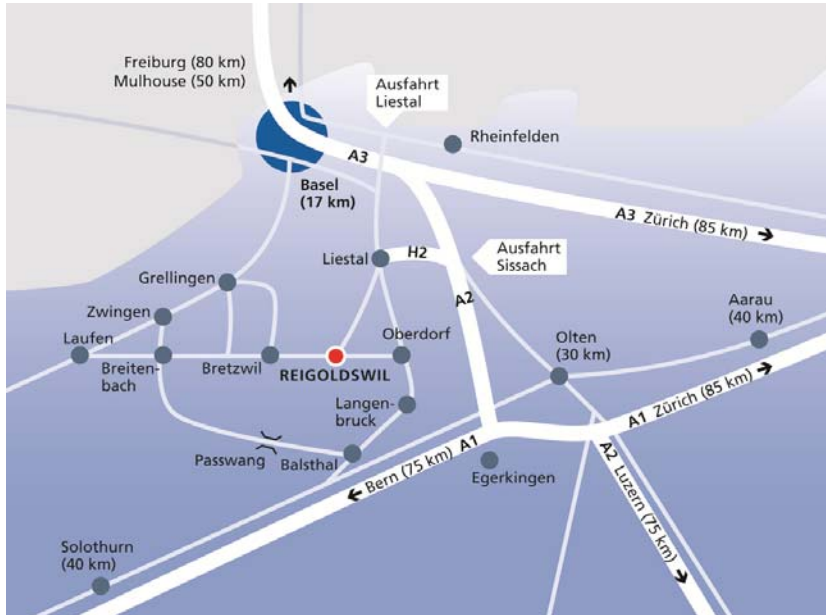 Freiburg (80 km)
Mulhouse (50 km)
Ausfahrt
Liestal
Rheinfelden
A3
Basel
(17 km)
A3 Zürich (85 km)
Liestal
H2
Ausfahrt
Sissach
Grellingen
A2
Zwingen
Aarau
(40 km)
Laufen
Oberdorf
Olten
(30 km)
Breiten-
bach
Bretzwil
REIGOLDSWIL
Langen-
bruck
A1 Zürich (85 km)
Passwang
Balsthal
Bern (75 km) A1
Egerkingen
A2 Luzern (75 km)
Solothurn
(40 km)